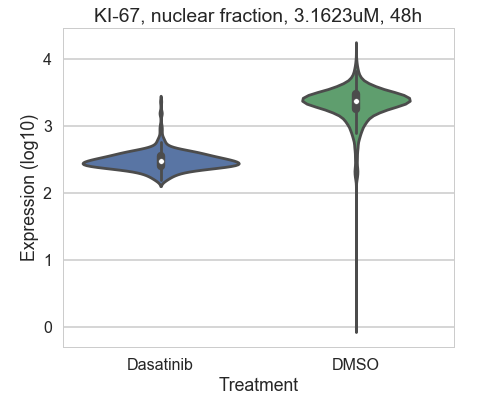 KI-67, nuclear fraction, 3.1623uM, 48h
Expression (log10)
4
3
2
1
0
Dasatinib DMSO
Treatment